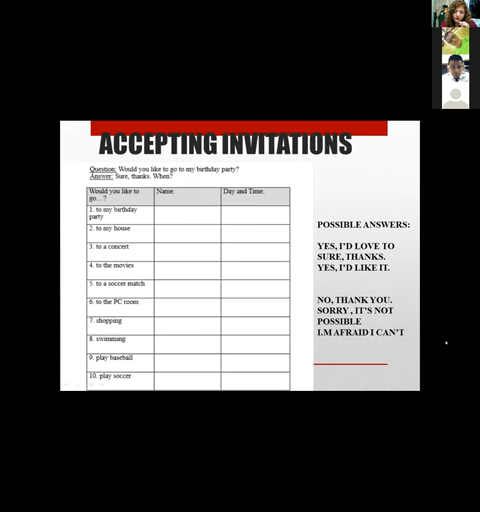 ACCEPTING INVITATIONS
Question: Would you like to go to my birthday party?
Answer: Sure, thanks. When?
Would you like to go…? Name. Day and Time.
1. to my birthday party
2. to my house
3. to a concert
4. to the movies
5. to a soccer match
6. to the PC room
7. shopping
8. swimming
9. play baseball
10. play soccer
POSSIBLE ANSWERS:
YES, I'D LOVE TO
SURE, THANKS.
YES, I'D LIKE IT.
NO, THANK YOU.
SORRY , IT'S NOT
POSSIBLE
I.M AFRAID I CAN'T